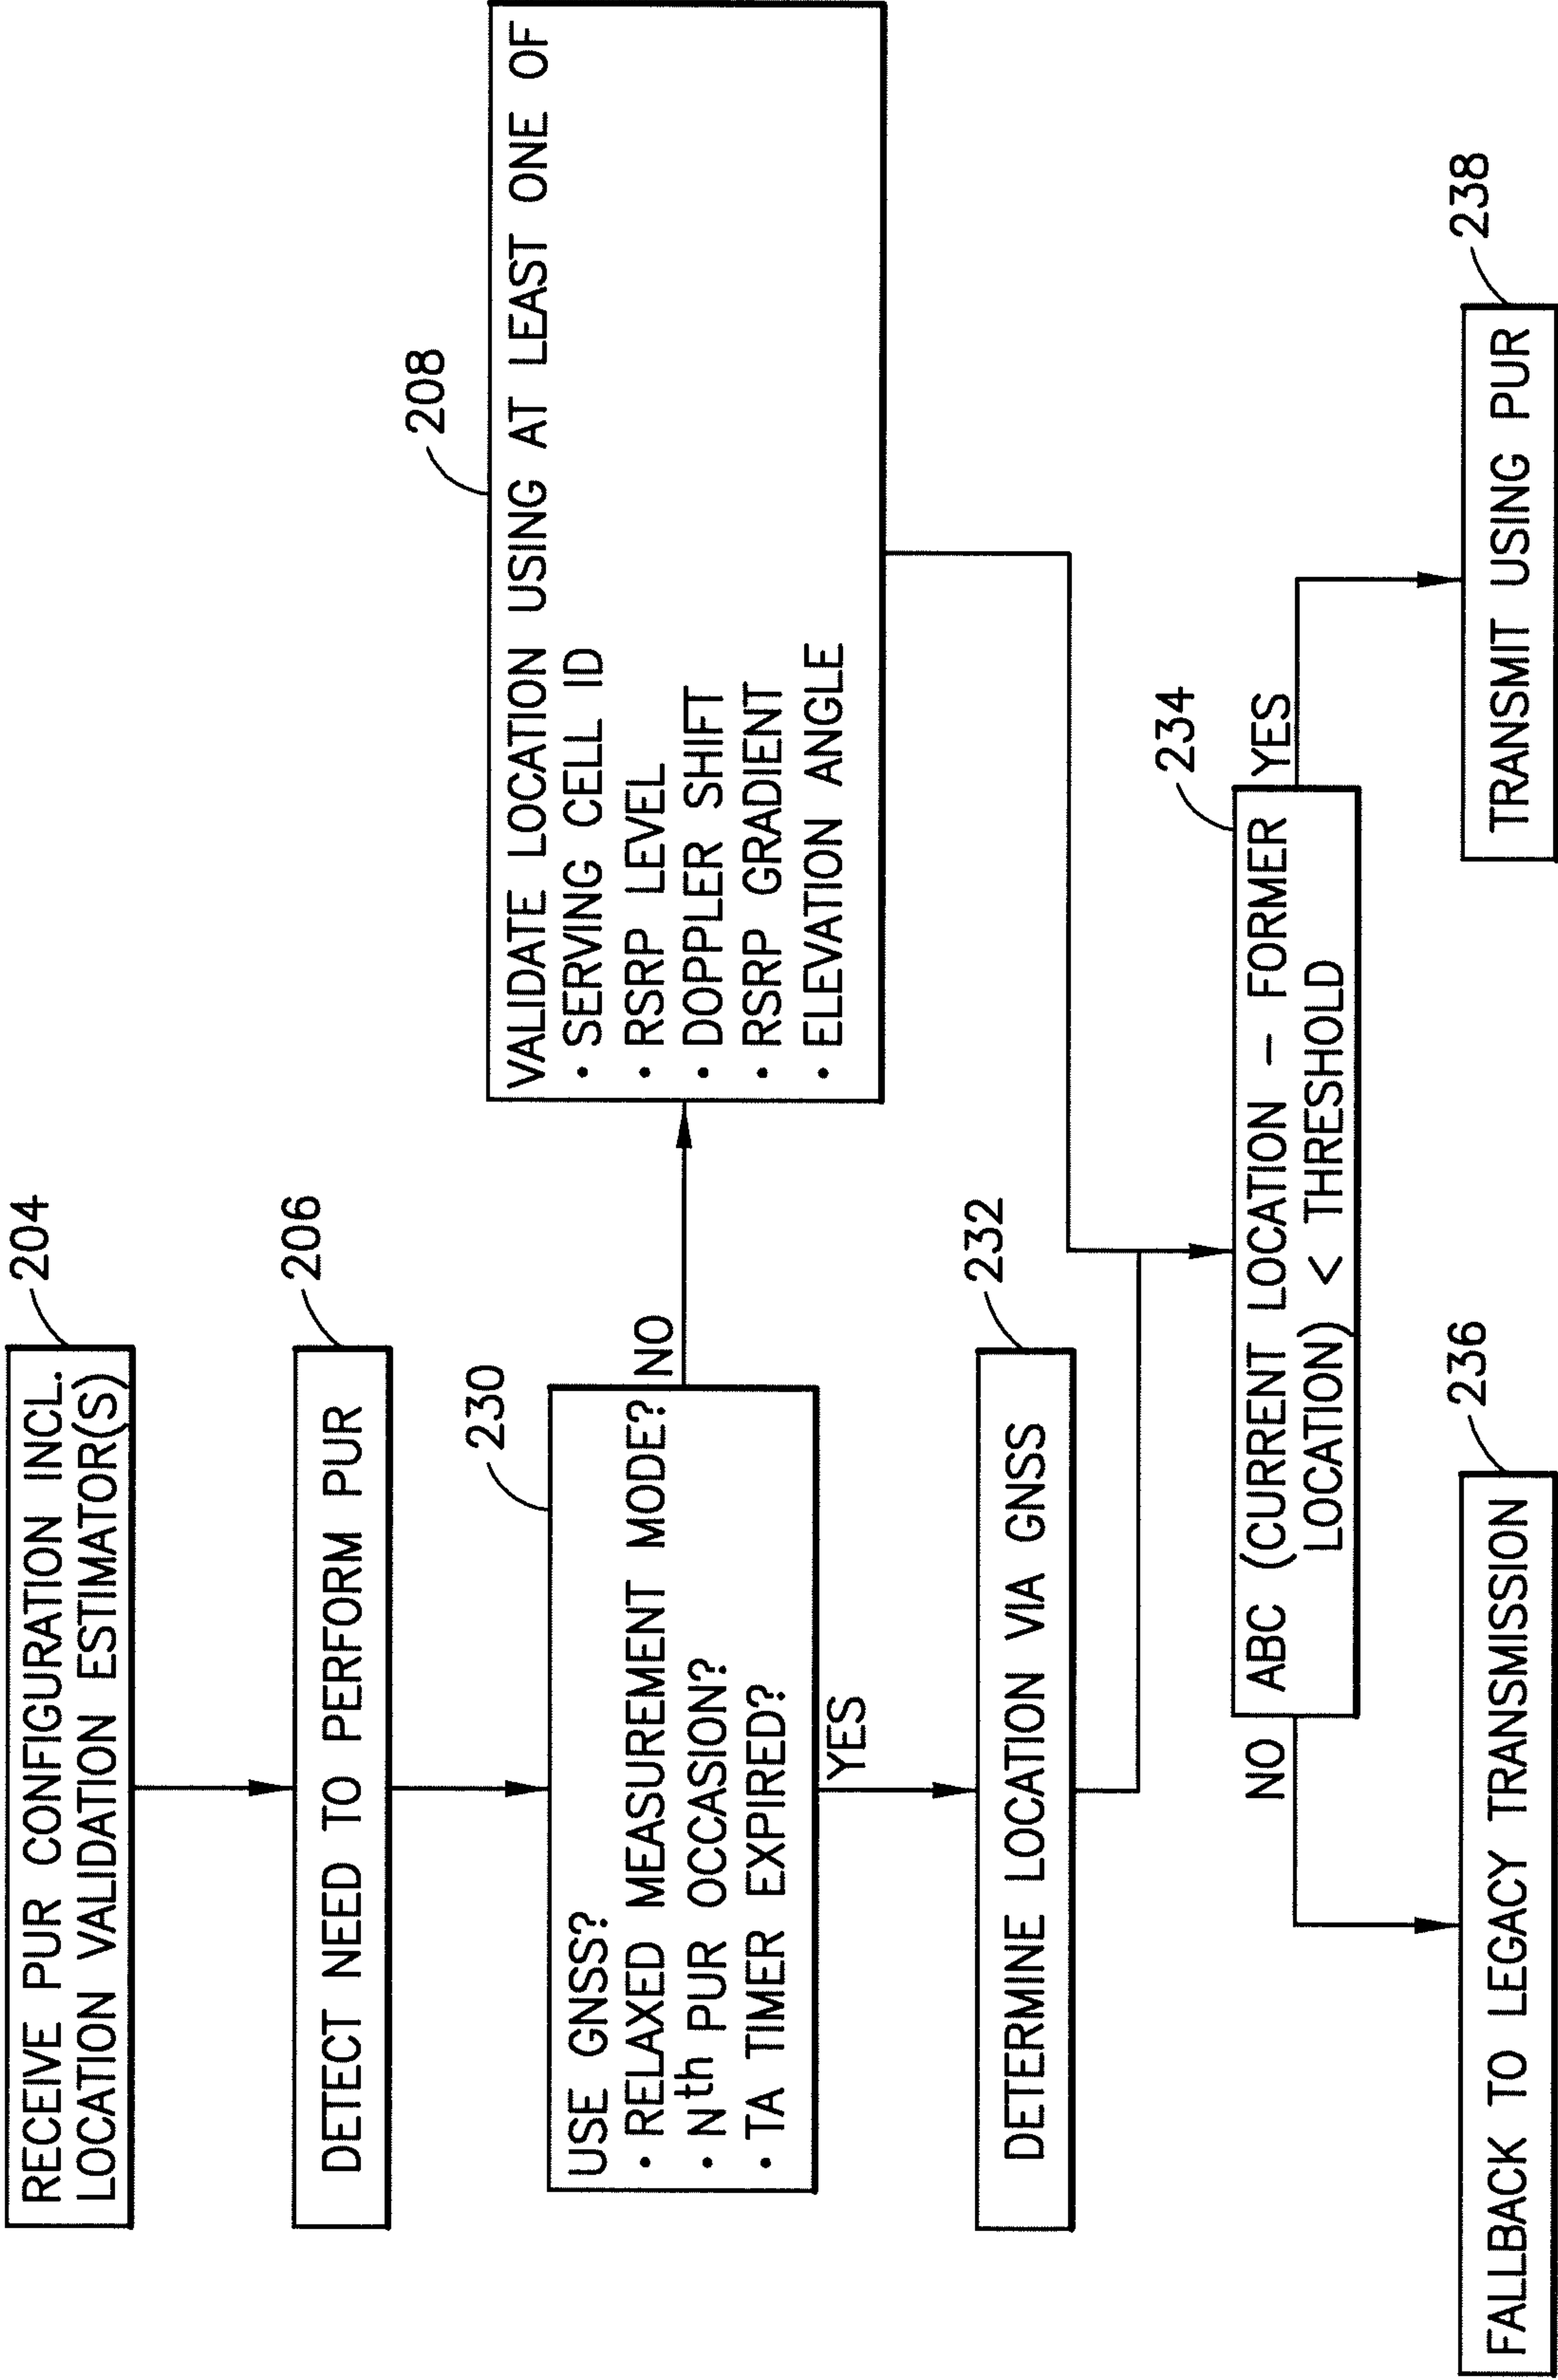 204
RECEIVE PUR CONFIGURATION INCL.
LOCATION VALIDATION ESTIMATOR(S)
206
DETECT NEED TO PERFORM PUR
230
USE GNSS?
• RELAXED MEASUREMENT MODE?
• Nth PUR OCCASION?
• TA TIMER EXPIRED?
NO
YES
208
VALIDATE LOCATION USING AT LEAST ONE OF
• SERVING CELL ID
• RSRP LEVEL
• DOPPLER SHIFT
• RSRP GRADIENT
• ELEVATION ANGLE
232
DETERMINE LOCATION VIA GNSS
234
ABC (CURRENT LOCATION – FORMER
LOCATION) < THRESHOLD
NO
YES
236
FALLBACK TO LEGACY TRANSMISSION
238
TRANSMIT USING PUR